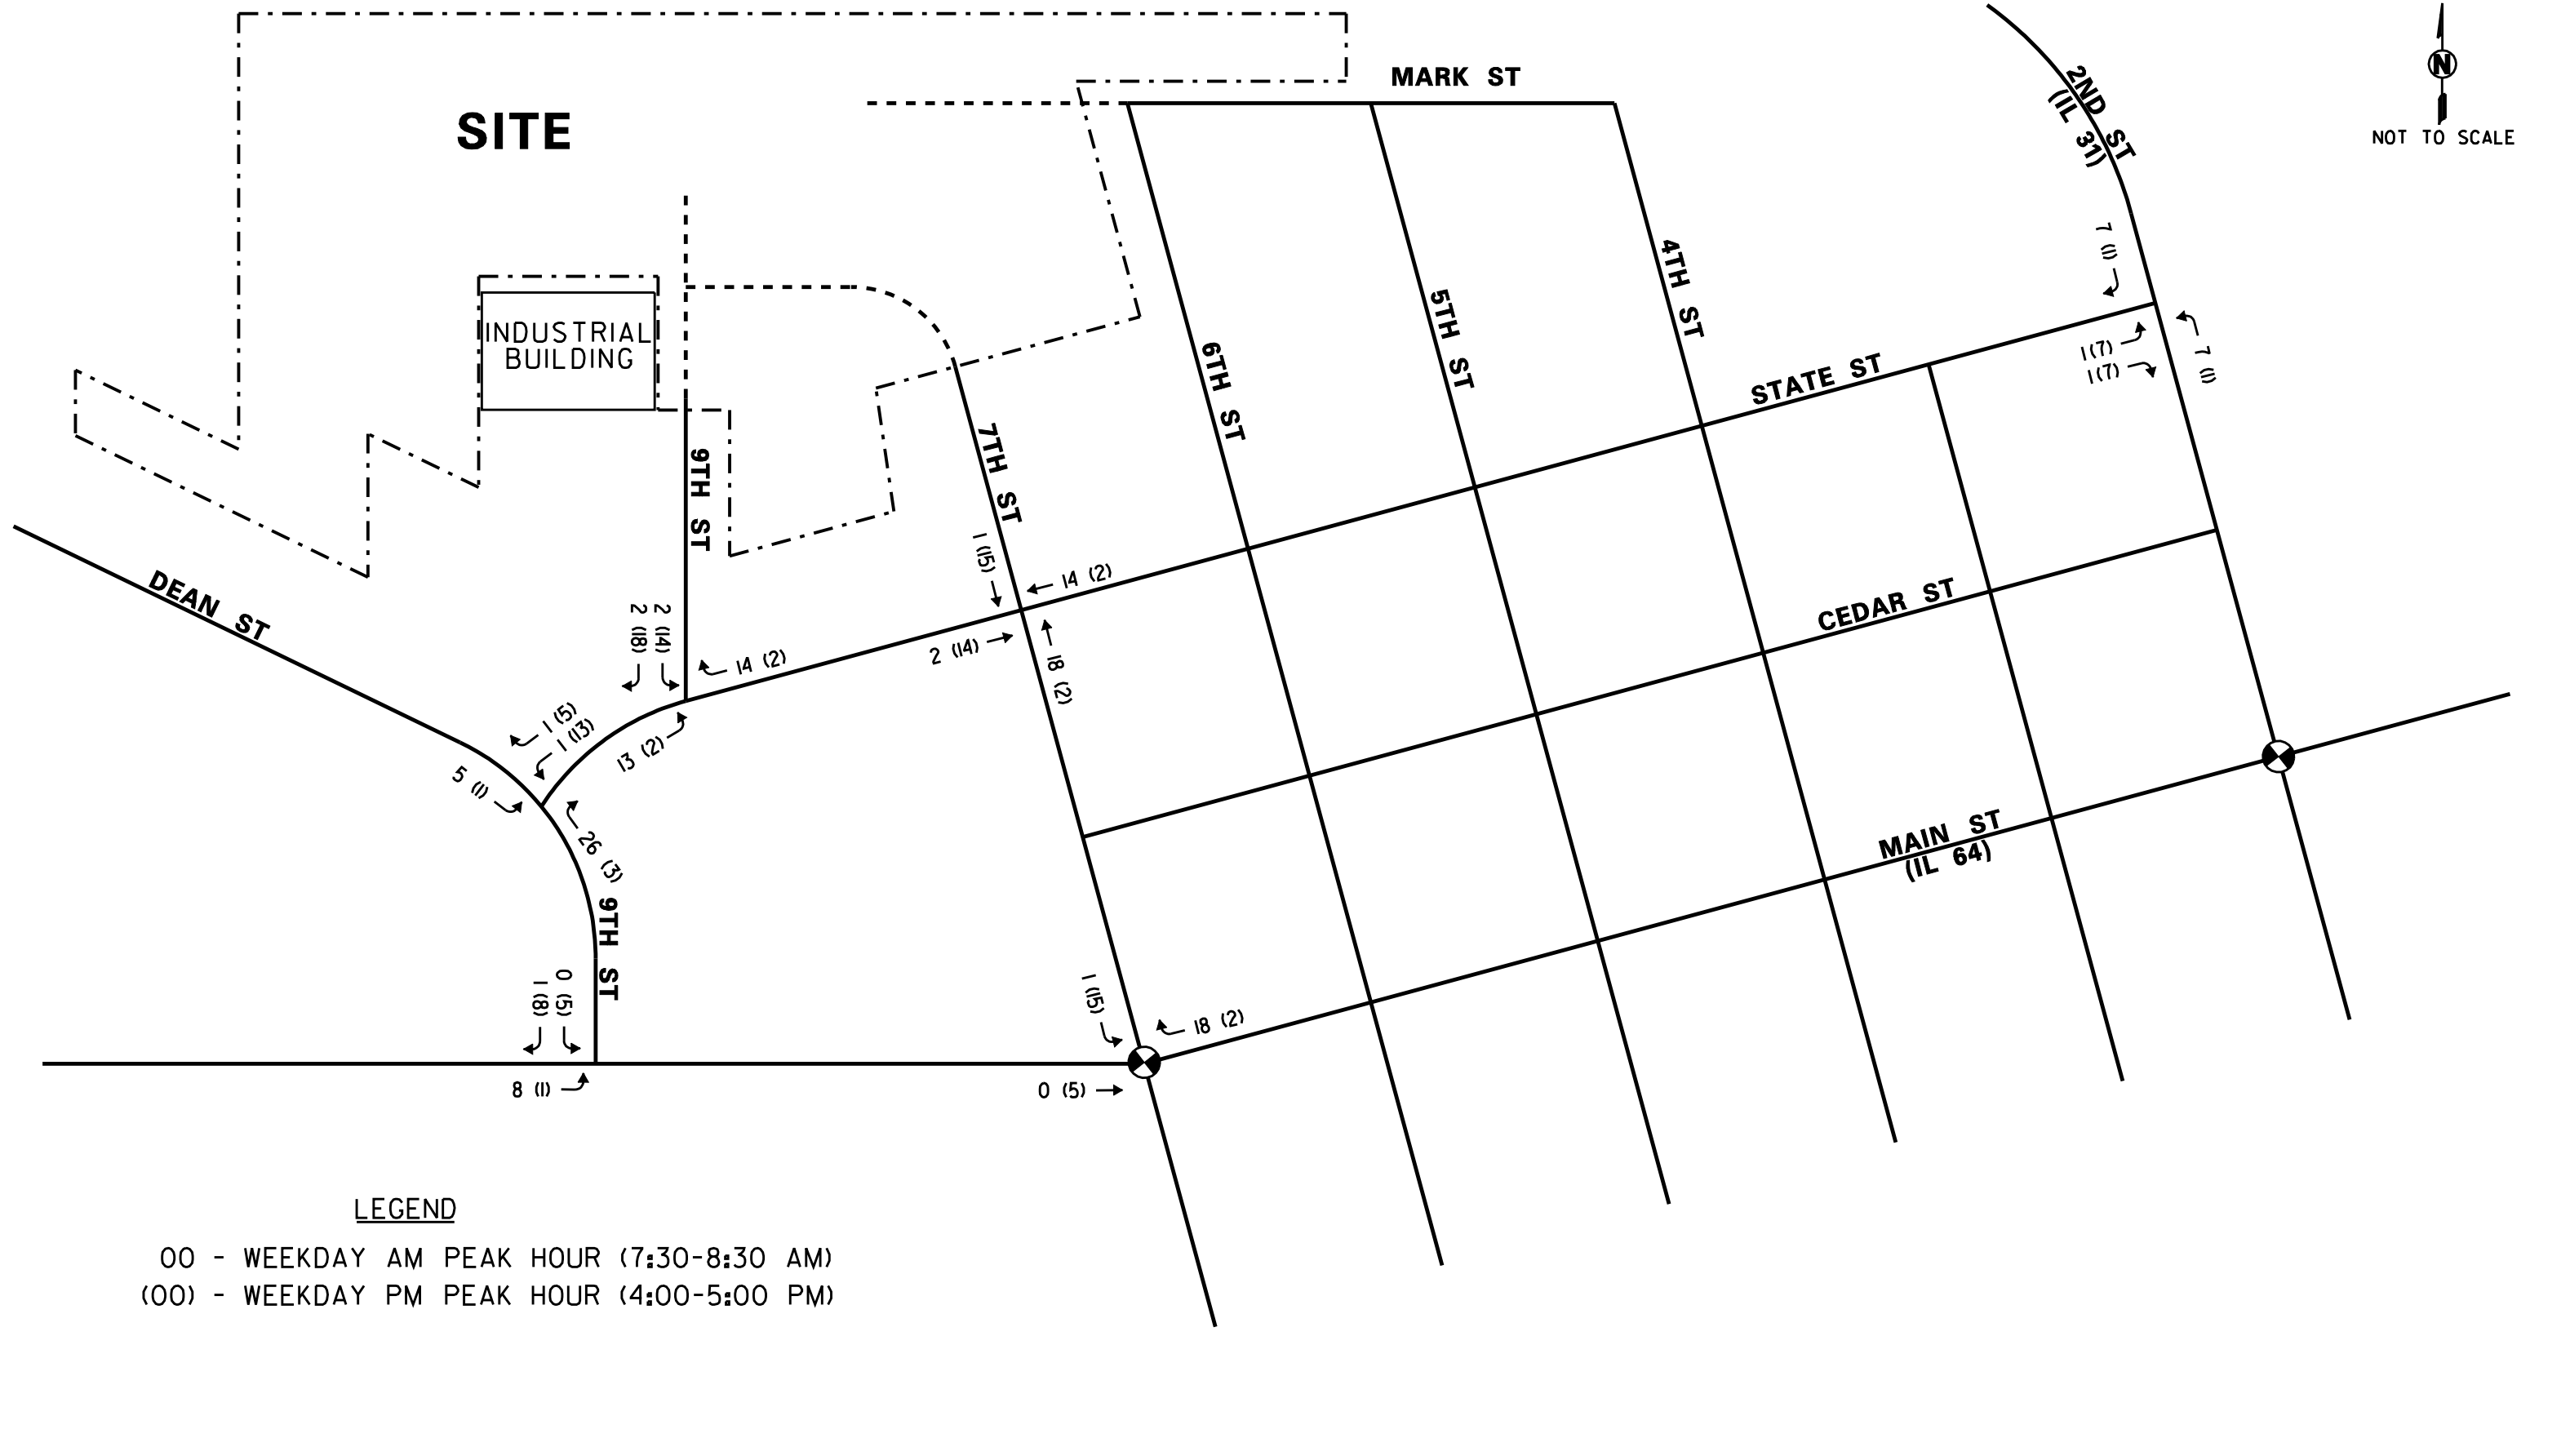 MARK ST
2ND ST
(IL 31)
N
NOT TO SCALE
SITE
INDUSTRIAL
BUILDING
9TH ST
7TH ST
6TH ST
5TH ST
4TH ST
7 (1)
7 (1)
1 (7)
1 (7)
STATE ST
DEAN ST
1 (15)
14 (2)
2 (14)
18 (2)
2 (18)
2 (14)
14 (2)
13 (2)
1 (5)
1 (13)
5 (1)
26 (3)
CEDAR ST
MAIN ST
(IL 64)
9TH ST
1 (8)
0 (5)
8 (1)
1 (15)
18 (2)
0 (5)
LEGEND
00 - WEEKDAY AM PEAK HOUR (7:30-8:30 AM)
(00) - WEEKDAY PM PEAK HOUR (4:00-5:00 PM)